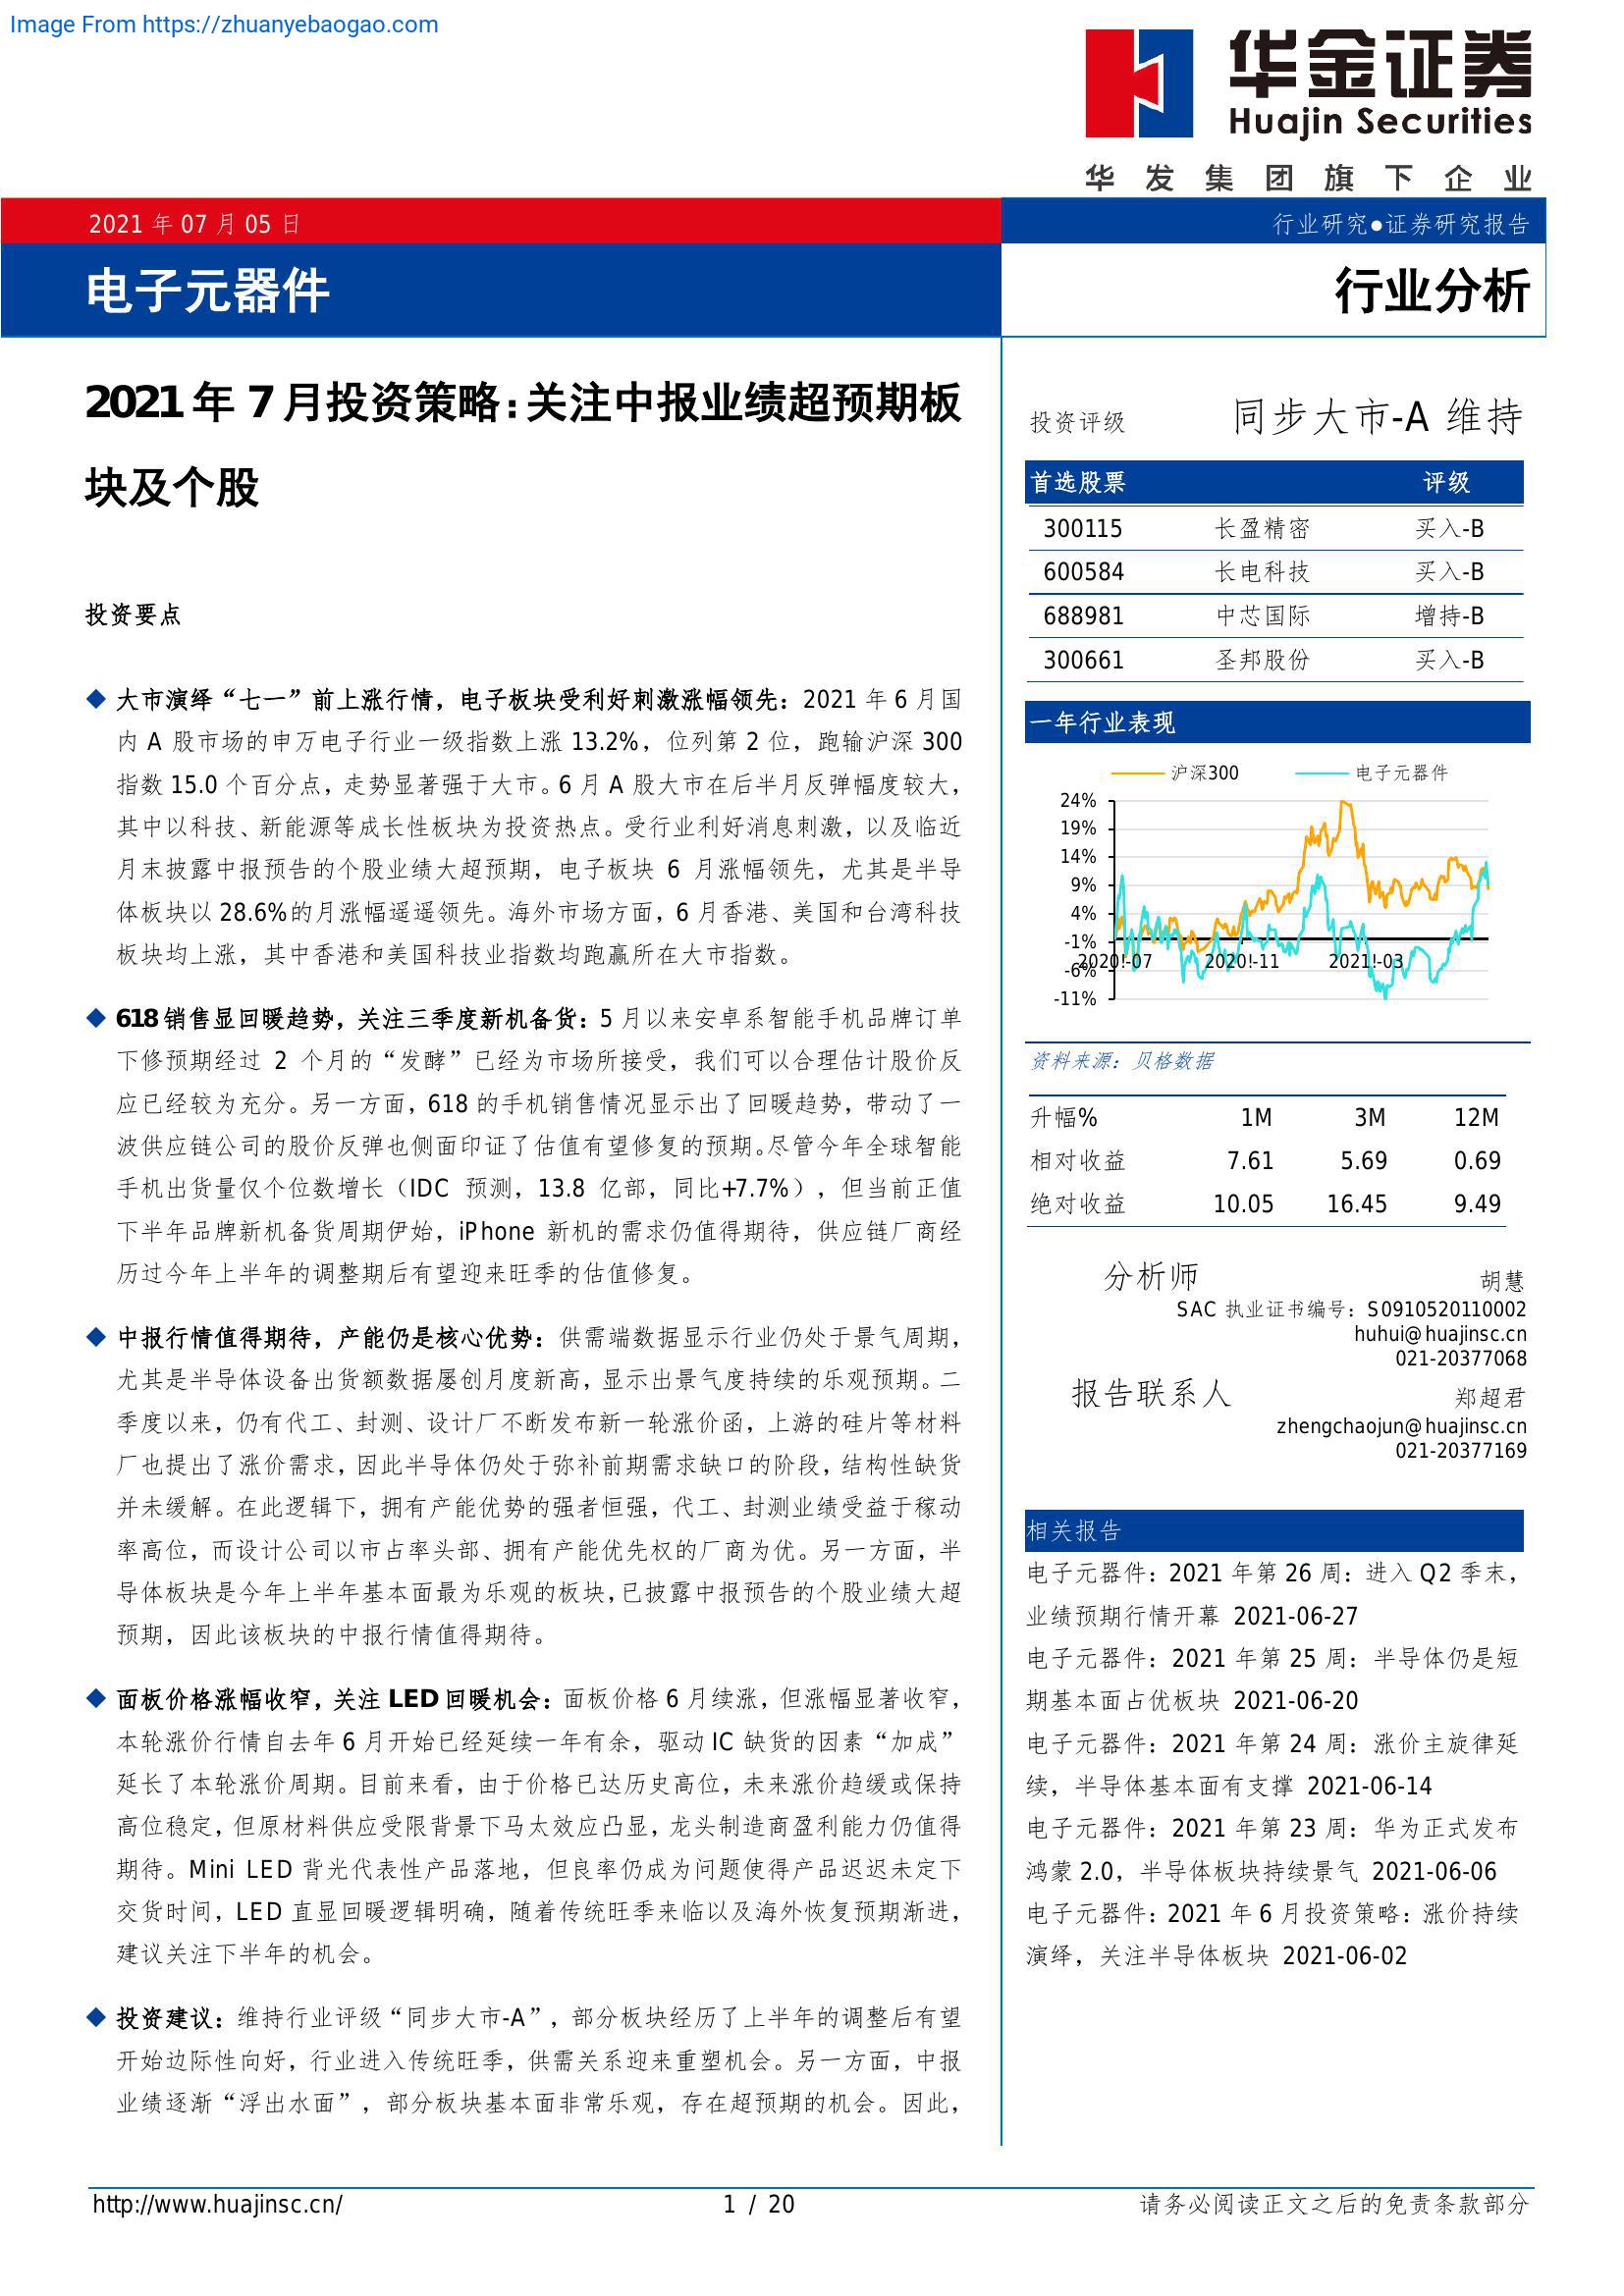 Image From https://zhuanyebaogao.com
华金证券
Huajin Securities
华发集团旗下企业
2021 年 07 月 05 日
行业研究●证券研究报告
电子元器件
行业分析
2021 年 7 月投资策略：关注中报业绩超预期板
块及个股
投资要点
◆ 大市演绎“七一”前上涨行情，电子板块受利好刺激涨幅领先：2021 年 6 月国
内 A 股市场的申万电子行业一级指数上涨 13.2%，位列第 2 位，跑输沪深 300
指数 15.0 个百分点，走势显著强于大市。6 月 A 股大市在后半月反弹幅度较大，
其中以科技、新能源等成长性板块为投资热点。受行业利好消息刺激，以及临近
月末披露中报预告的个股业绩大超预期，电子板块 6 月涨幅领先，尤其是半导
体板块以 28.6%的月涨幅遥遥领先。海外市场方面，6 月香港、美国和台湾科技
板块均上涨，其中香港和美国科技业指数均跑赢所在大市指数。
◆ 618 销售显回暖趋势，关注三季度新机备货：5 月以来安卓系智能手机品牌订单
下修预期经过 2 个月的“发酵”已经为市场所接受，我们可以合理估计股价反
应已经较为充分。另一方面，618 的手机销售情况显示出了回暖趋势，带动了一
波供应链公司的股价反弹也侧面印证了估值有望修复的预期。尽管今年全球智能
手机出货量仅个位数增长（IDC 预测，13.8 亿部，同比+7.7%），但当前正值
下半年品牌新机备货周期伊始，iPhone 新机的需求仍值得期待，供应链厂商经
历过今年上半年的调整期后有望迎来旺季的估值修复。
◆ 中报行情值得期待，产能仍是核心优势：供需端数据显示行业仍处于景气周期，
尤其是半导体设备出货额数据屡创月度新高，显示出景气度持续的乐观预期。二
季度以来，仍有代工、封测、设计厂不断发布新一轮涨价函，上游的硅片等材料
厂也提出了涨价需求，因此半导体仍处于弥补前期需求缺口的阶段，结构性缺货
并未缓解。在此逻辑下，拥有产能优势的强者恒强，代工、封测业绩受益于稼动
率高位，而设计公司以市占率头部、拥有产能优先权的厂商为优。另一方面，半
导体板块是今年上半年基本面最为乐观的板块，已披露中报预告的个股业绩大超
预期，因此该板块的中报行情值得期待。
◆ 面板价格涨幅收窄，关注 LED 回暖机会：面板价格 6 月续涨，但涨幅显著收窄，
本轮涨价行情自去年 6 月开始已经延续一年有余，驱动 IC 缺货的因素“加成”
延长了本轮涨价周期。目前来看，由于价格已达历史高位，未来涨价趋缓或保持
高位稳定，但原材料供应受限背景下马太效应凸显，龙头制造商盈利能力仍值得
期待。Mini LED 背光代表性产品落地，但良率仍成为问题使得产品迟迟未定下
交货时间，LED 直显回暖逻辑明确，随着传统旺季来临以及海外恢复预期渐进，
建议关注下半年的机会。
◆ 投资建议：维持行业评级“同步大市-A”，部分板块经历了上半年的调整后有望
开始边际性向好，行业进入传统旺季，供需关系迎来重塑机会。另一方面，中报
业绩逐渐“浮出水面”，部分板块基本面非常乐观，存在超预期的机会。因此，
投资评级 同步大市-A 维持
首选股票 评级
300115 长盈精密 买入-B
600584 长电科技 买入-B
688981 中芯国际 增持-B
300661 圣邦股份 买入-B
一年行业表现
沪深300 电子元器件
24%
19%
14%
9%
4%
-1%
-6%
-11%
2020!-07 2020!-11 2021!-03
资料来源：贝格数据
升幅% 1M 3M 12M
相对收益 7.61 5.69 0.69
绝对收益 10.05 16.45 9.49
分析师 胡慧
SAC 执业证书编号：S0910520110002
huhui@huajinsc.cn
021-20377068
报告联系人 郑超君
zhengchaojun@huajinsc.cn
021-20377169
相关报告
电子元器件：2021 年第 26 周：进入 Q2 季末，
业绩预期行情开幕 2021-06-27
电子元器件：2021 年第 25 周：半导体仍是短
期基本面占优板块 2021-06-20
电子元器件：2021 年第 24 周：涨价主旋律延
续，半导体基本面有支撑 2021-06-14
电子元器件：2021 年第 23 周：华为正式发布
鸿蒙 2.0，半导体板块持续景气 2021-06-06
电子元器件：2021 年 6 月投资策略：涨价持续
演绎，关注半导体板块 2021-06-02
http://www.huajinsc.cn/ 1 / 20 请务必阅读正文之后的免责条款部分